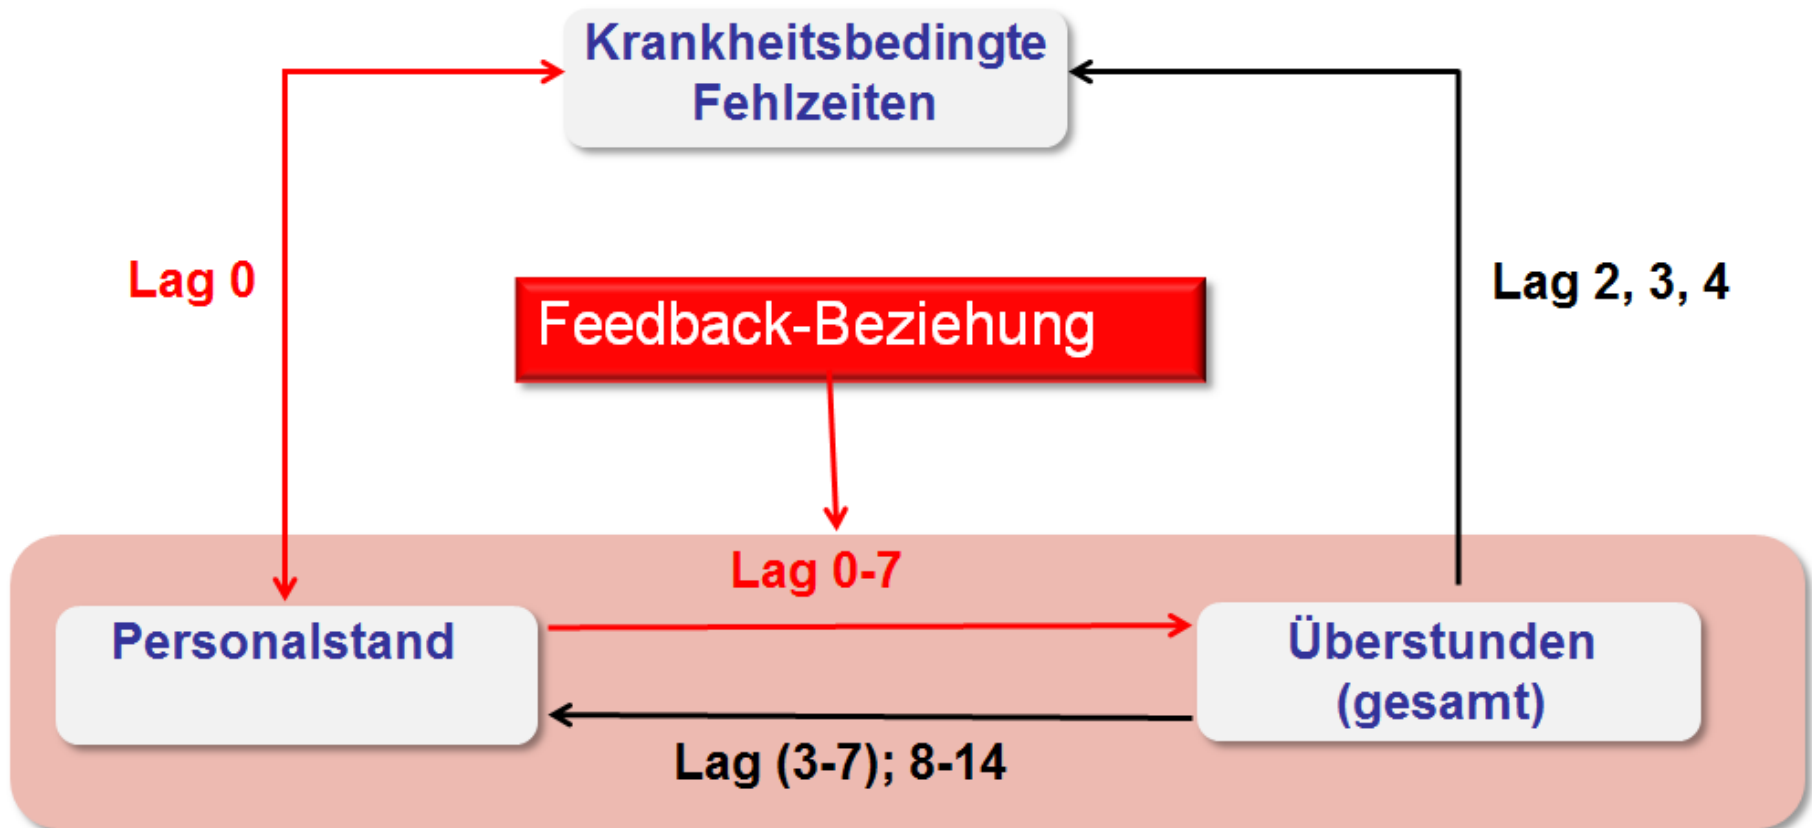 Krankheitsbedingte
Fehlzeiten
Lag 0
Lag 2, 3, 4
Feedback-Beziehung
Lag 0-7
Personalstand
Überstunden
(gesamt)
Lag (3-7); 8-14